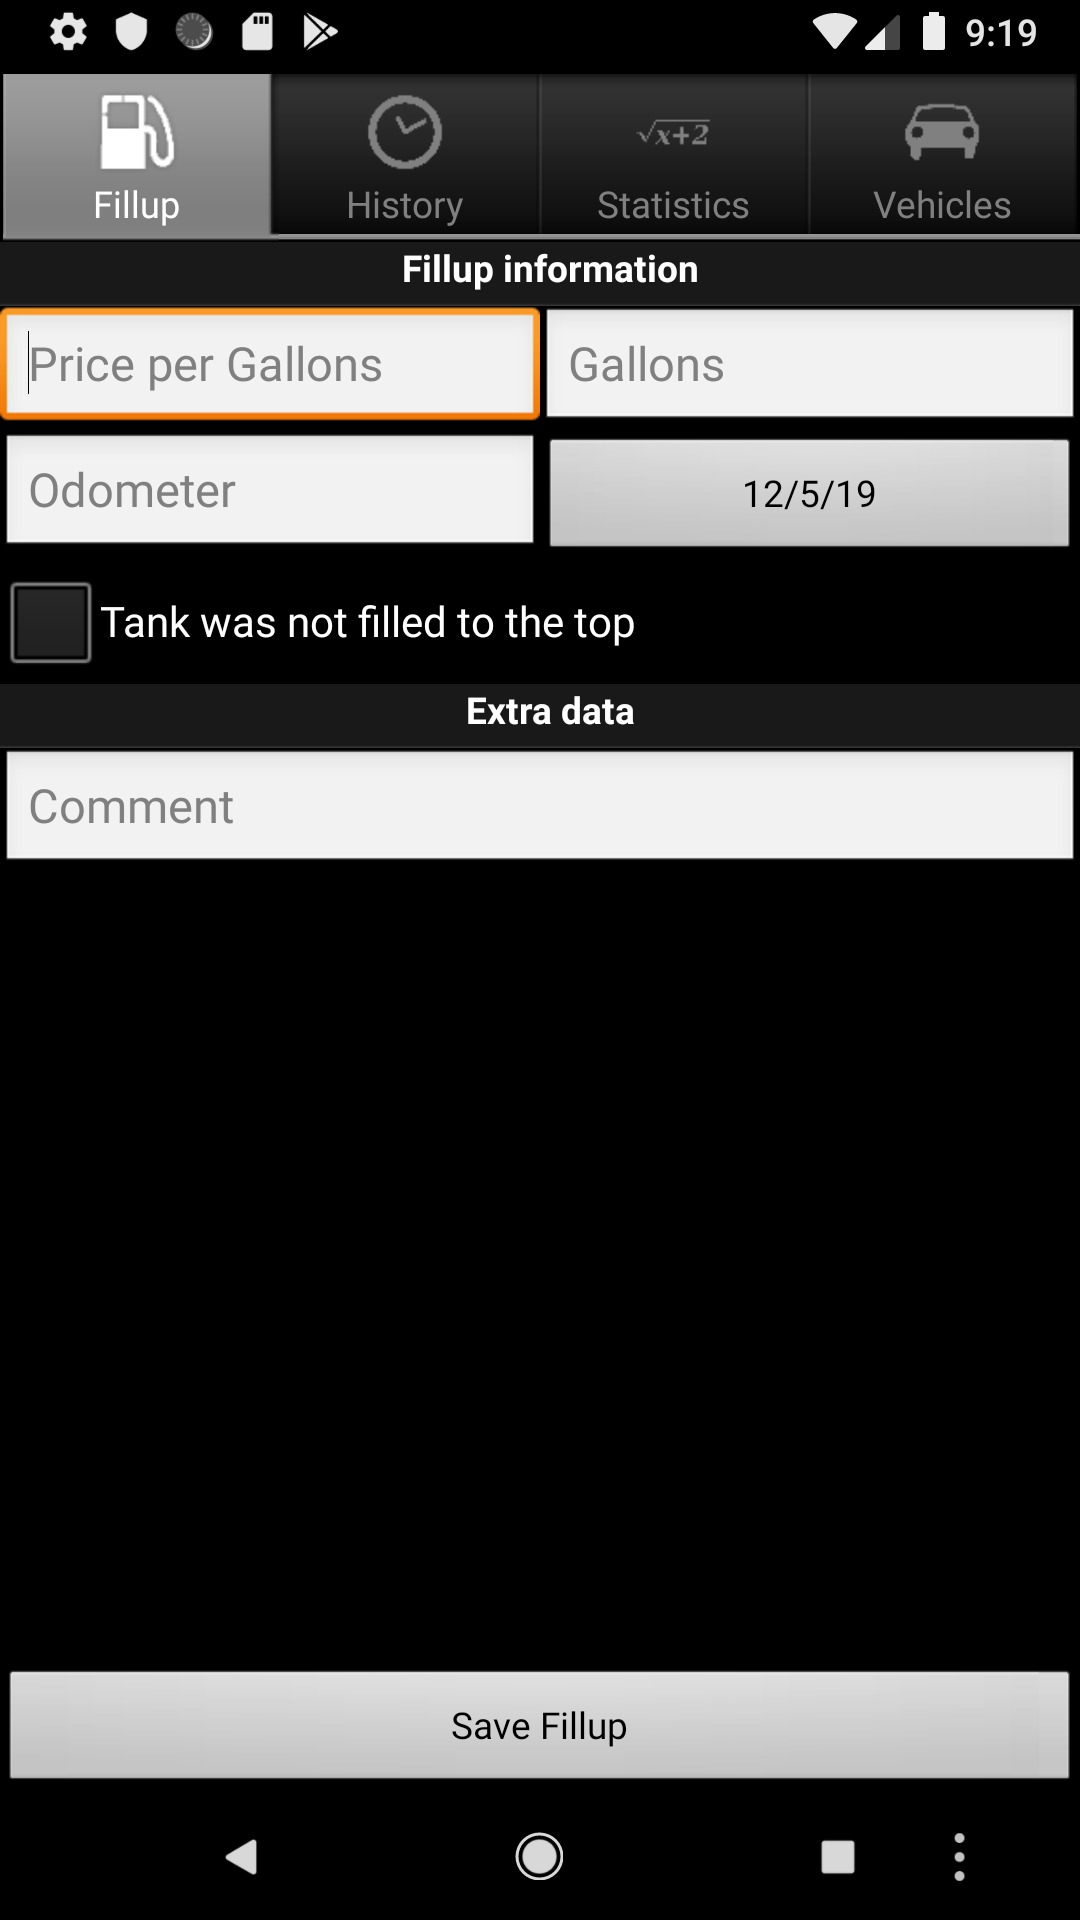 9:19
Fillup
History
√x+2
Statistics
Vehicles
Fillup information
Price per Gallons
Gallons
Odometer
12/5/19
Tank was not filled to the top
Extra data
Comment
Save Fillup